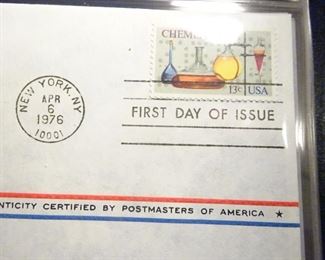 CHEM
13c USA
NEW YORK, NY
APR
6
1976
10001
FIRST DAY OF ISSUE
NTICITY CERTIFIED BY POSTMASTERS OF AMERICA ★